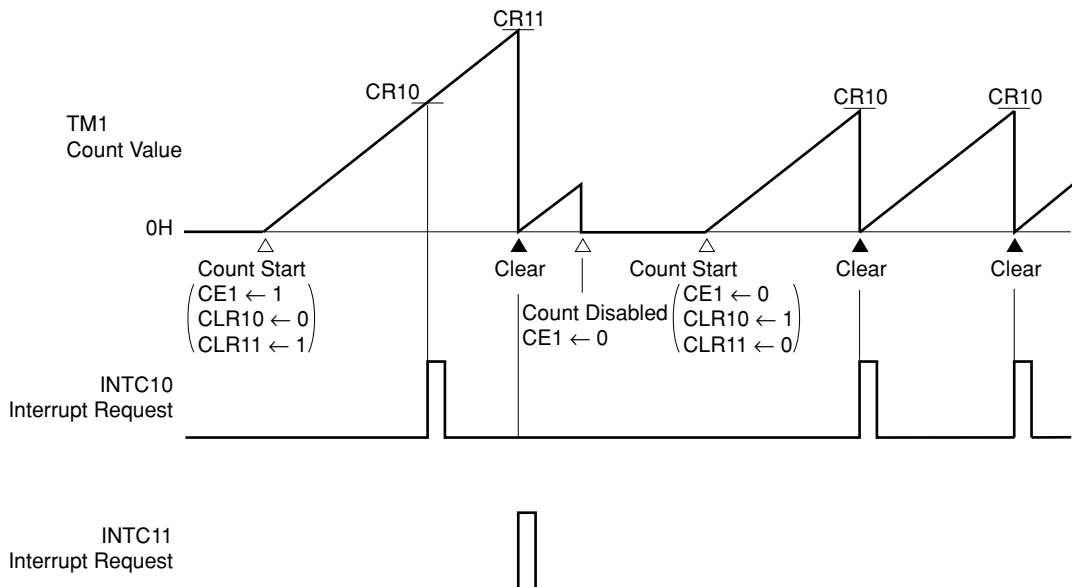 CR11
CR10
CR10
CR10
TM1
Count Value
0H
Count Start
CE1 ← 1
CLR10 ← 0
CLR11 ← 1
Clear
Count Disabled
CE1 ← 0
Count Start
CE1 ← 0
CLR10 ← 1
CLR11 ← 0
Clear
Clear
INTC10
Interrupt Request
INTC11
Interrupt Request